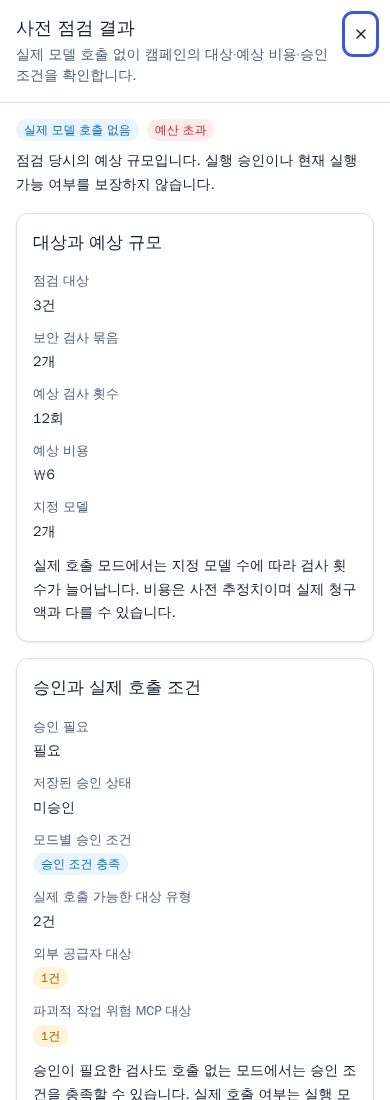 사전 점검 결과
실제 모델 호출 없이 캠페인의 대상·예상 비용·승인
조건을 확인합니다.
실제 모델 호출 없음 예산 초과
점검 당시의 예상 규모입니다. 실행 승인이나 현재 실행
가능 여부를 보장하지 않습니다.
대상과 예상 규모
점검 대상
3건
보안 검사 묶음
2개
예상 검사 횟수
12회
예상 비용
₩6
지정 모델
2개
실제 호출 모드에서는 지정 모델 수에 따라 검사 횟
수가 늘어납니다. 비용은 사전 추정치이며 실제 청구
액과 다를 수 있습니다.
승인과 실제 호출 조건
승인 필요
필요
저장된 승인 상태
미승인
모드별 승인 조건
승인 조건 충족
실제 호출 가능한 대상 유형
2건
외부 공급자 대상
1건
파괴적 작업 위험 MCP 대상
1건
승인이 필요한 검사도 호출 없는 모드에서는 승인 조
건을 충족할 수 있습니다. 실제 호출 여부는 실행 모